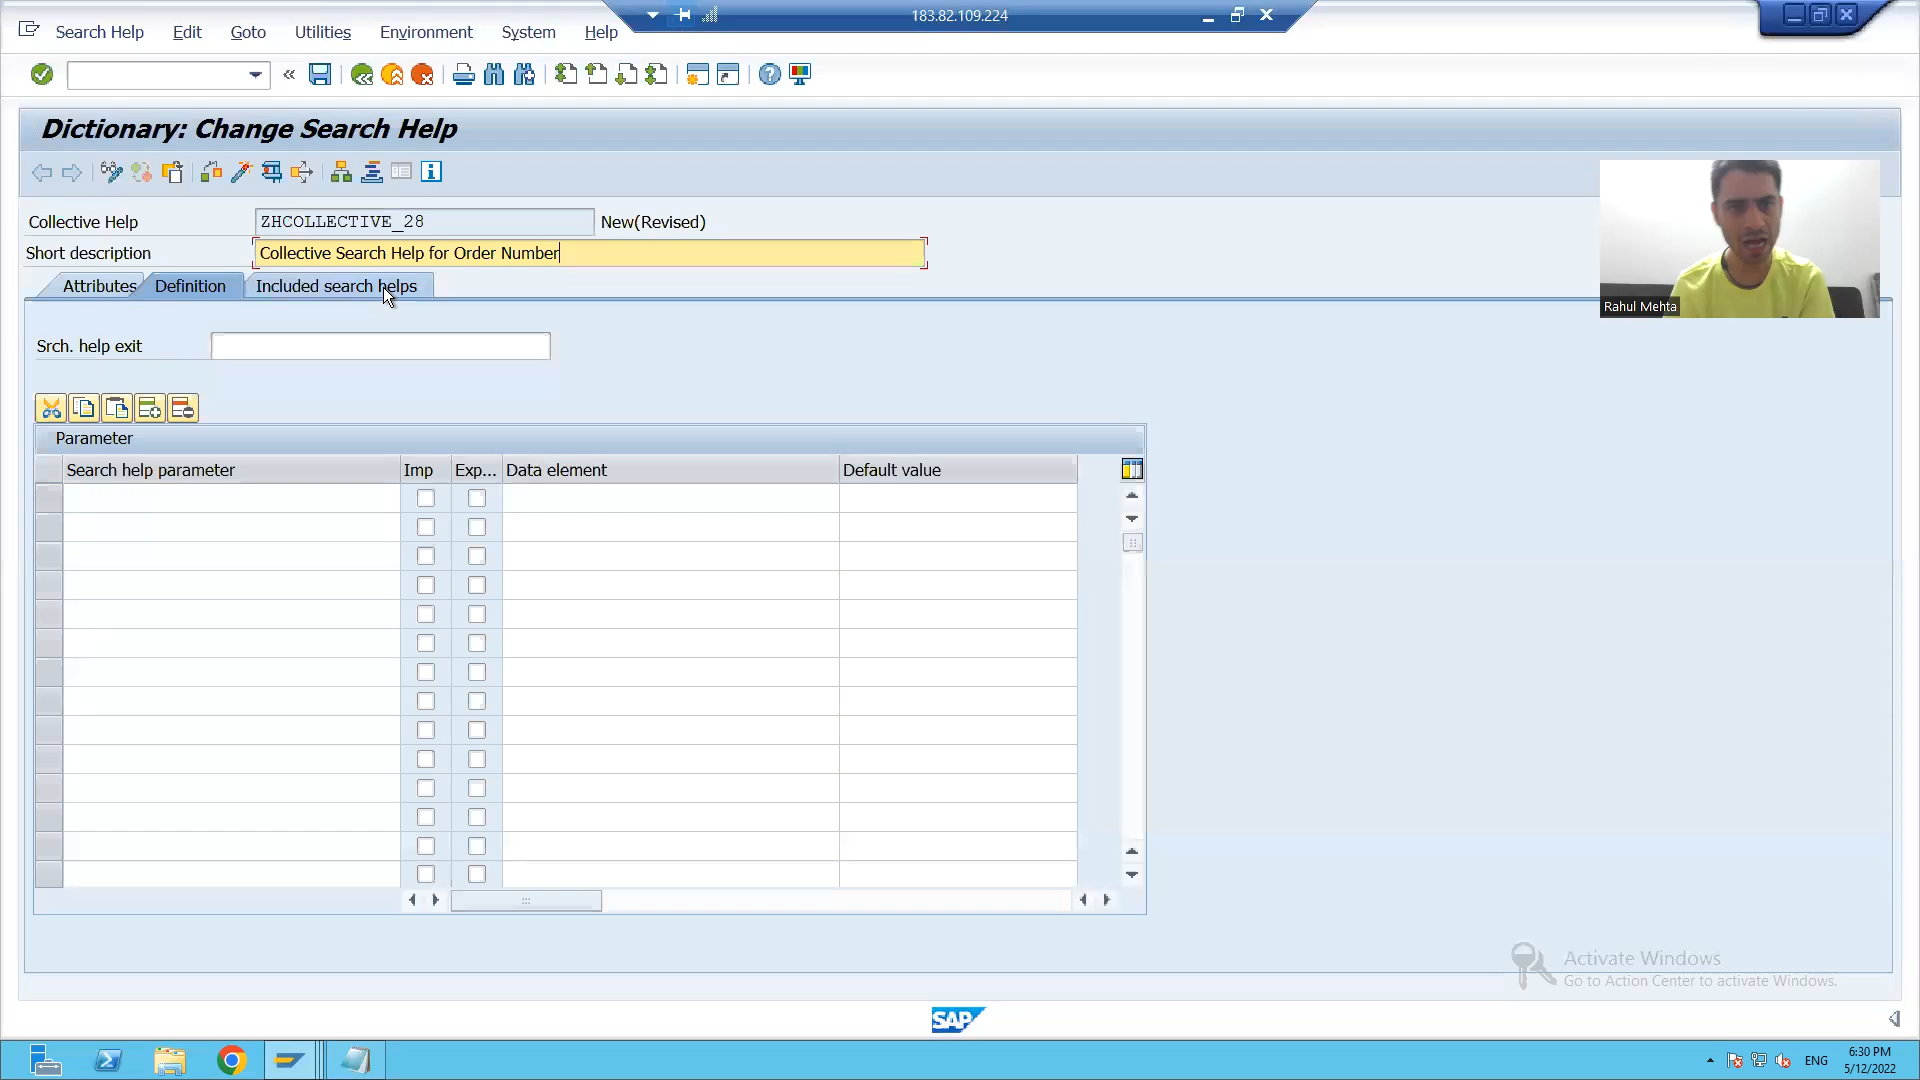 183.82.109.224
Search Help Edit Goto Utilities Environment System Help
Dictionary: Change Search Help
Collective Help ZHCOLLECTIVE_28 New(Revised)
Short description Collective Search Help for Order Number
Attributes Definition Included search helps
Rahul Mehta
Srch. help exit
Parameter
Search help parameter Imp Exp... Data element Default value
Activate Windows
Go to Action Center to activate Windows.
SAP
ENG
6:30 PM
5/12/2022